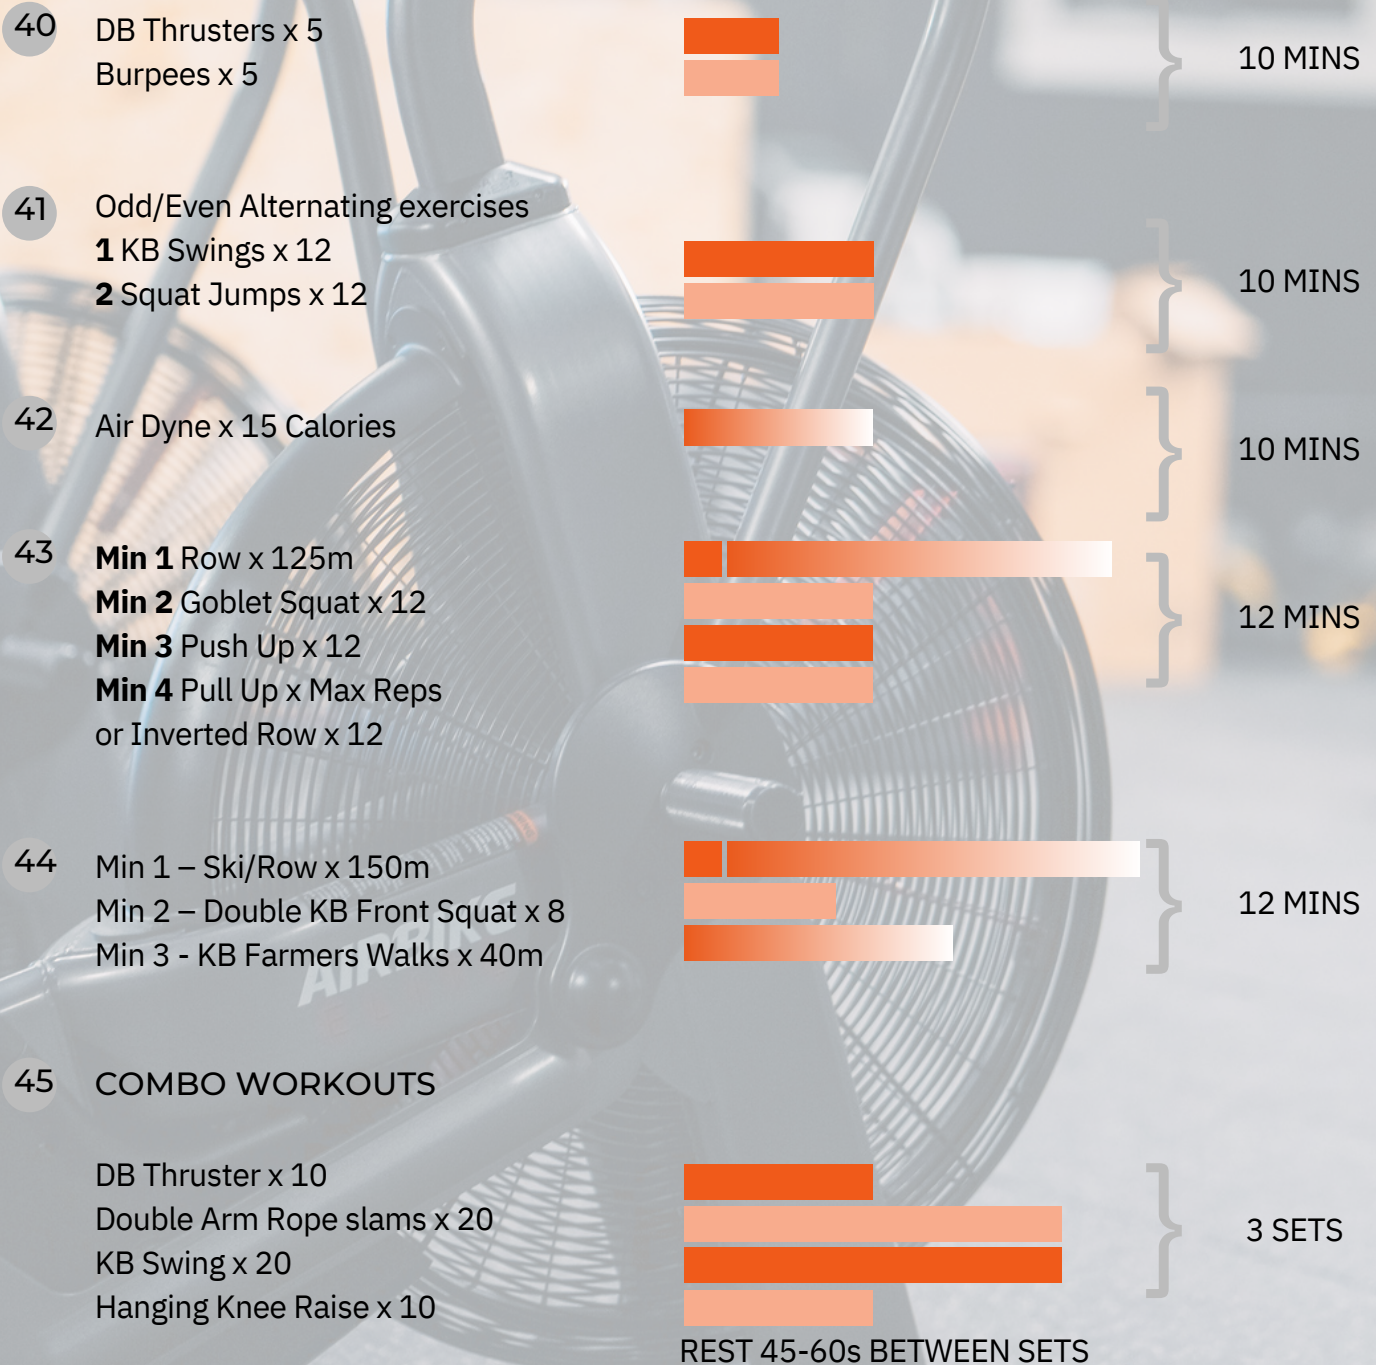 40 DB Thrusters x 5
Burpees x 5
10 MINS
41 Odd/Even Alternating exercises
1 KB Swings x 12
2 Squat Jumps x 12
10 MINS
42 Air Dyne x 15 Calories
10 MINS
43 Min 1 Row x 125m
Min 2 Goblet Squat x 12
Min 3 Push Up x 12
Min 4 Pull Up x Max Reps
or Inverted Row x 12
12 MINS
44 Min 1 – Ski/Row x 150m
Min 2 – Double KB Front Squat x 8
Min 3 - KB Farmers Walks x 40m
12 MINS
AIRBIKE
45 COMBO WORKOUTS
DB Thruster x 10
Double Arm Rope slams x 20
KB Swing x 20
Hanging Knee Raise x 10
3 SETS
REST 45-60s BETWEEN SETS